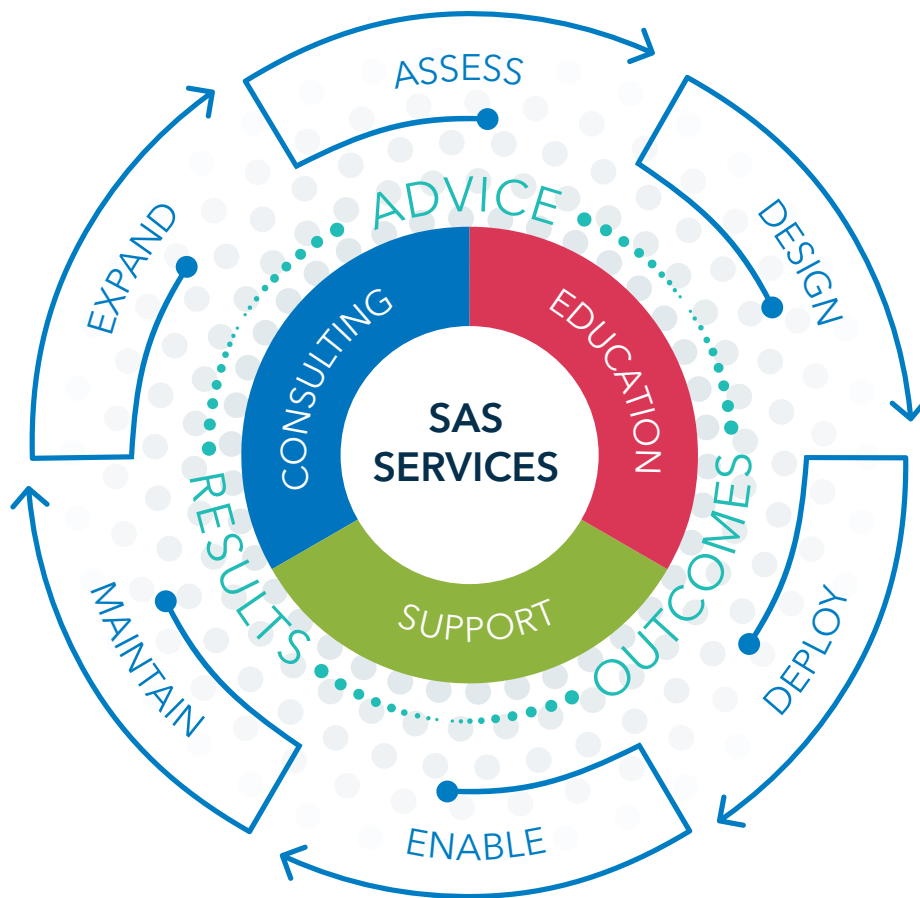 ASSESS
DESIGN
DEPLOY
ENABLE
MAINTAIN
EXPAND
ADVICE
OUTCOMES
RESULTS
CONSULTING
EDUCATION
SUPPORT
SAS
SERVICES